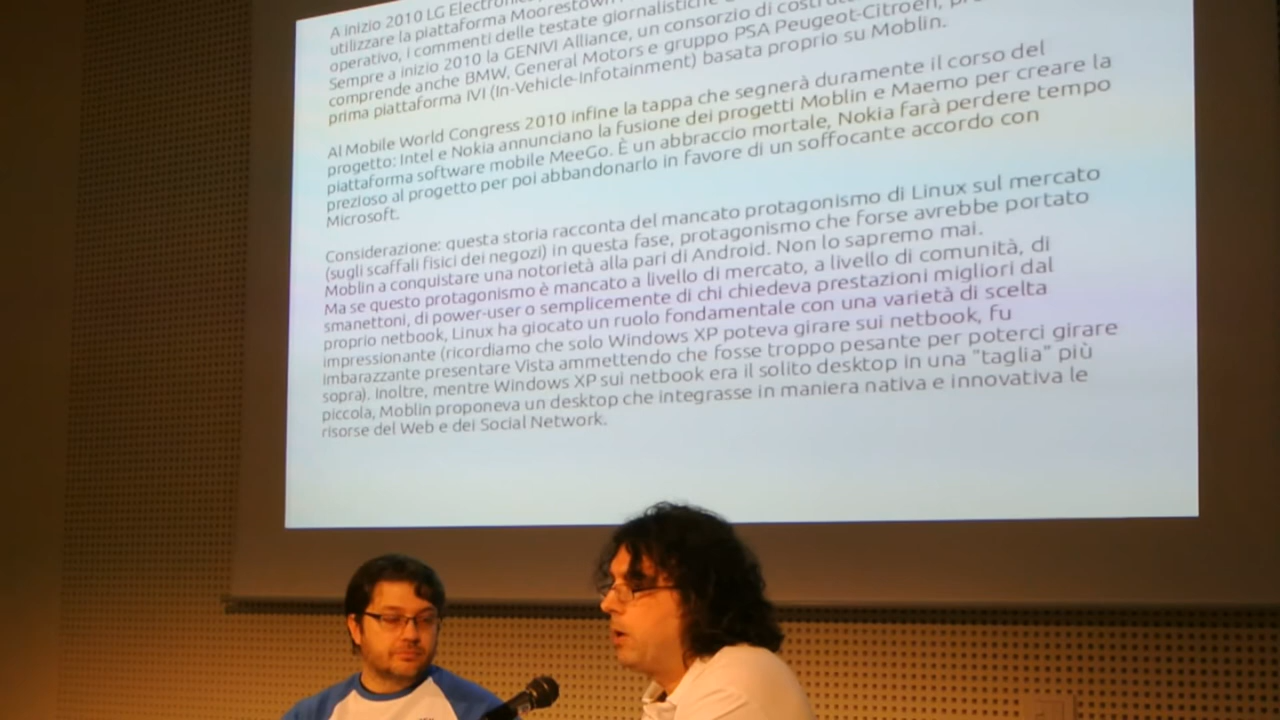 A inizio 2010 LG
utilizzare la piattaforma Moorestown
operativo, i commenti delle testate giornalistiche
Sempre a inizio 2010 la GENIVI Alliance, un consorzio di
comprende anche BMW, General Motors e gruppo PSA Peugeot-Citroën,
prima piattaforma IVI (In-Vehicle-Infotainment) basata proprio su Moblin.
Al Mobile World Congress 2010 infine la tappa che segnerà duramente il corso del
progetto: Intel e Nokia annunciano la fusione dei progetti Moblin e Maemo per creare la
piattaforma software mobile MeeGo. È un abbraccio mortale, Nokia farà perdere tempo
prezioso al progetto per poi abbandonarlo in favore di un soffocante accordo con
Microsoft.
Considerazione: questa storia racconta del mancato protagonismo di Linux sul mercato
(sugli scaffali fisici dei negozi) in questa fase, protagonismo che forse avrebbe portato
Moblin a conquistare una notorietà alla pari di Android. Non lo sapremo mai.
Ma se questo protagonismo è mancato a livello di mercato, a livello di comunità, di
smanettoni, di power-user o semplicemente di chi chiedeva prestazioni migliori dal
proprio netbook, Linux ha giocato un ruolo fondamentale con una varietà di scelta
impressionante (ricordiamo che solo Windows XP poteva girare sui netbook, fu
imbarazzante presentare Vista ammettendo che fosse troppo pesante per poterci girare
sopra). Inoltre, mentre Windows XP sui netbook era il solito desktop in una "taglia" più
piccola, Moblin proponeva un desktop che integrasse in maniera nativa e innovativa le
risorse del Web e dei Social Network.